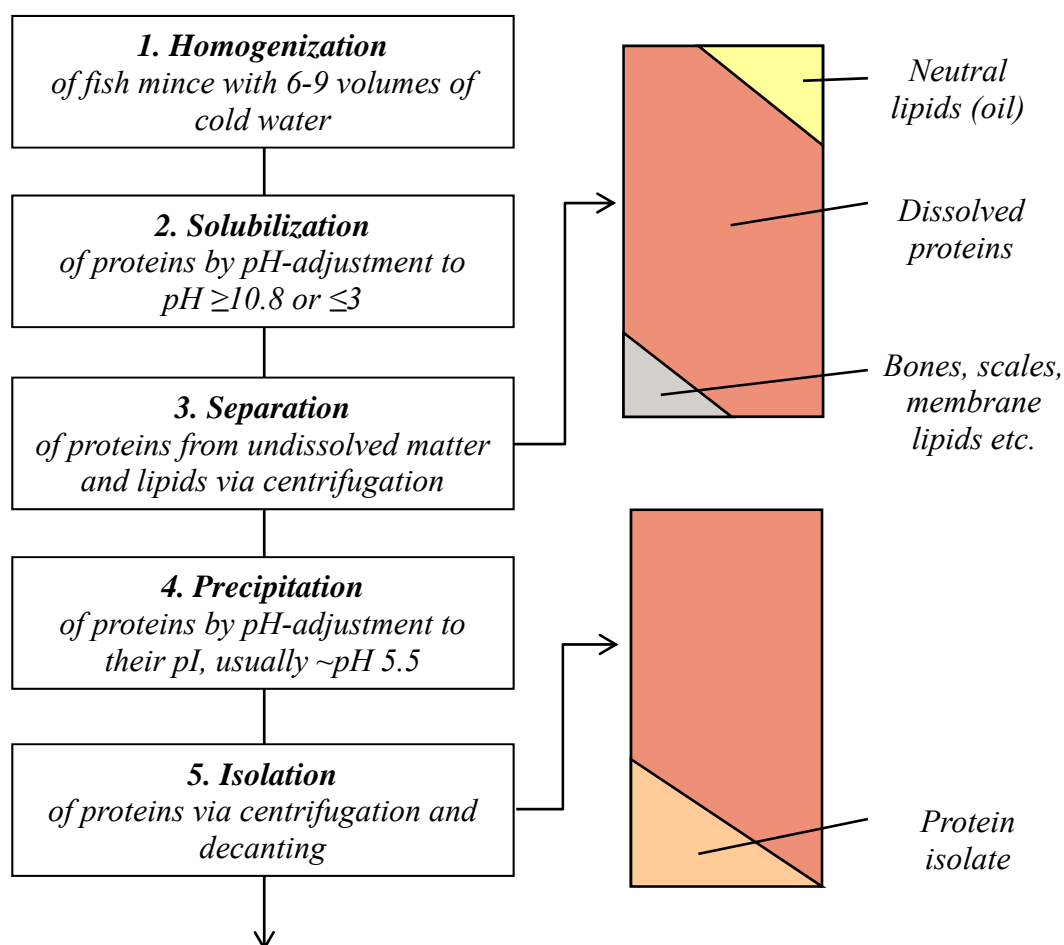 1. Homogenization
of fish mince with 6-9 volumes of
cold water
2. Solubilization
of proteins by pH-adjustment to
pH ≥10.8 or ≤3
3. Separation
of proteins from undissolved matter
and lipids via centrifugation
4. Precipitation
of proteins by pH-adjustment to
their pI, usually ~pH 5.5
5. Isolation
of proteins via centrifugation and
decanting
Neutral
lipids (oil)
Dissolved
proteins
Bones, scales,
membrane
lipids etc.
Protein
isolate